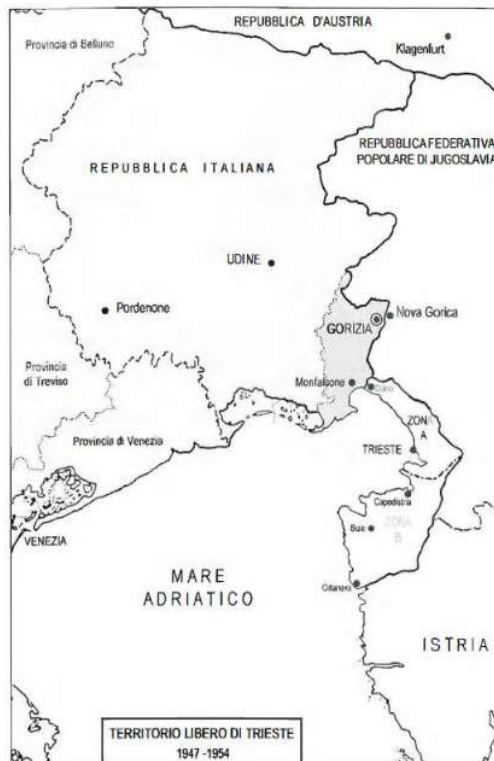 REPUBBLICA D'AUSTRIA
Provincia di Belluno
Klagenfurt
REPUBBLICA FEDERATIVA
POPOLARE DI JUGOSLAVIA
REPUBBLICA ITALIANA
UDINE
Pordenone
Nova Gorica
GORIZIA
Provincia
di Treviso
Monfalcone
ZONA
A
Provincia di Venezia
TRIESTE
Capodistria
Buie
ZONA
B
VENEZIA
MARE
ADRIATICO
Cittanova
ISTRIA
TERRITORIO LIBERO DI TRIESTE
1947 -1954